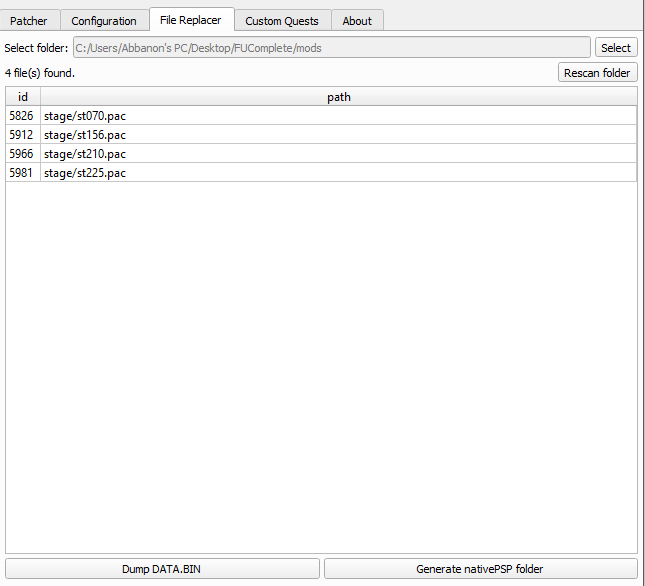 Patcher Configuration File Replacer Custom Quests About
Select folder: C:/Users/Abbanon's PC/Desktop/FUComplete/mods Select
4 file(s) found. Rescan folder
id path
5826 stage/st070.pac
5912 stage/st156.pac
5966 stage/st210.pac
5981 stage/st225.pac
Dump DATA.BIN Generate nativePSP folder